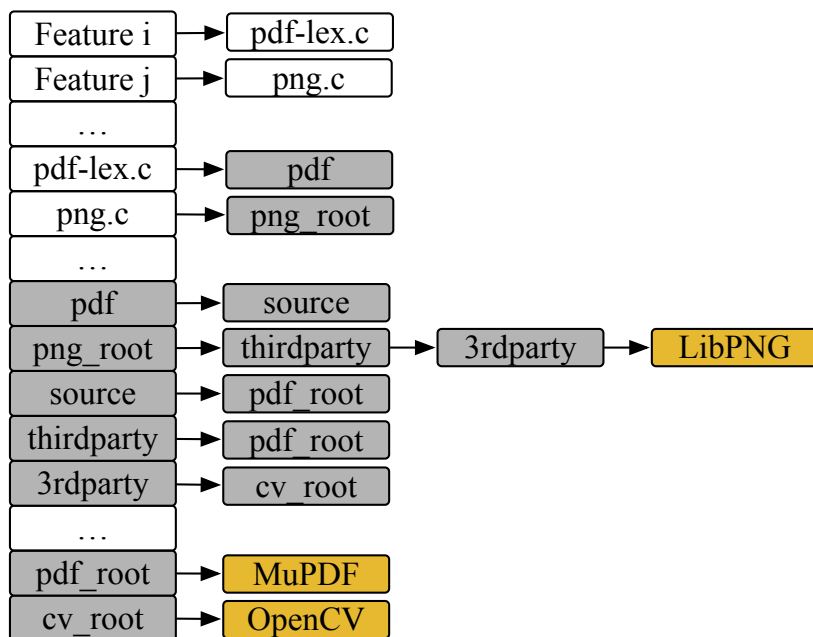 Feature i pdf-lex.c
Feature j png.c
...
pdf-lex.c pdf
png.c png_root
...
pdf source
png_root thirdparty 3rdparty LibPNG
source pdf_root
thirdparty pdf_root
3rdparty cv_root
...
pdf_root MuPDF
cv_root OpenCV